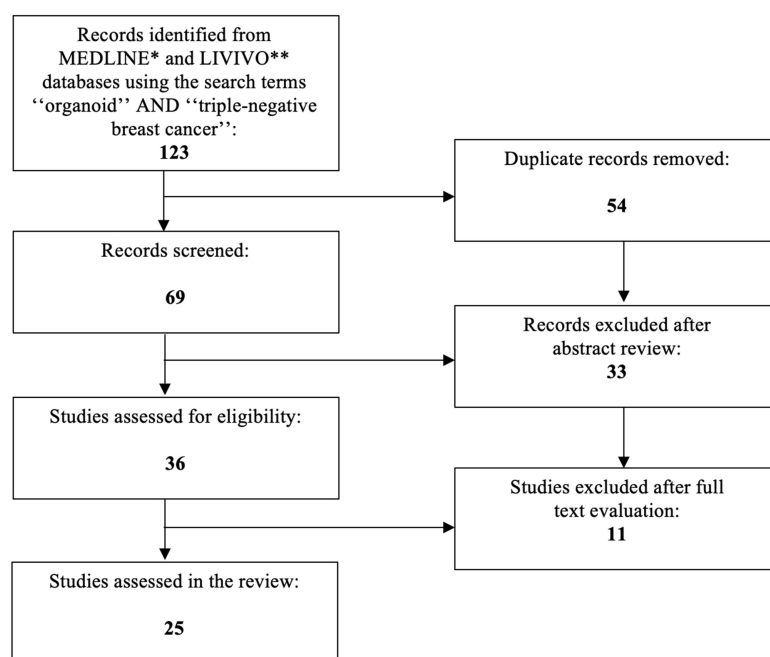 Records identified from
MEDLINE* and LIVIVO**
databases using the search terms
‘‘organoid’’ AND ‘‘triple-negative
breast cancer’’:
123
Duplicate records removed:
54
Records screened:
69
Records excluded after
abstract review:
33
Studies assessed for eligibility:
36
Studies excluded after full
text evaluation:
11
Studies assessed in the review:
25